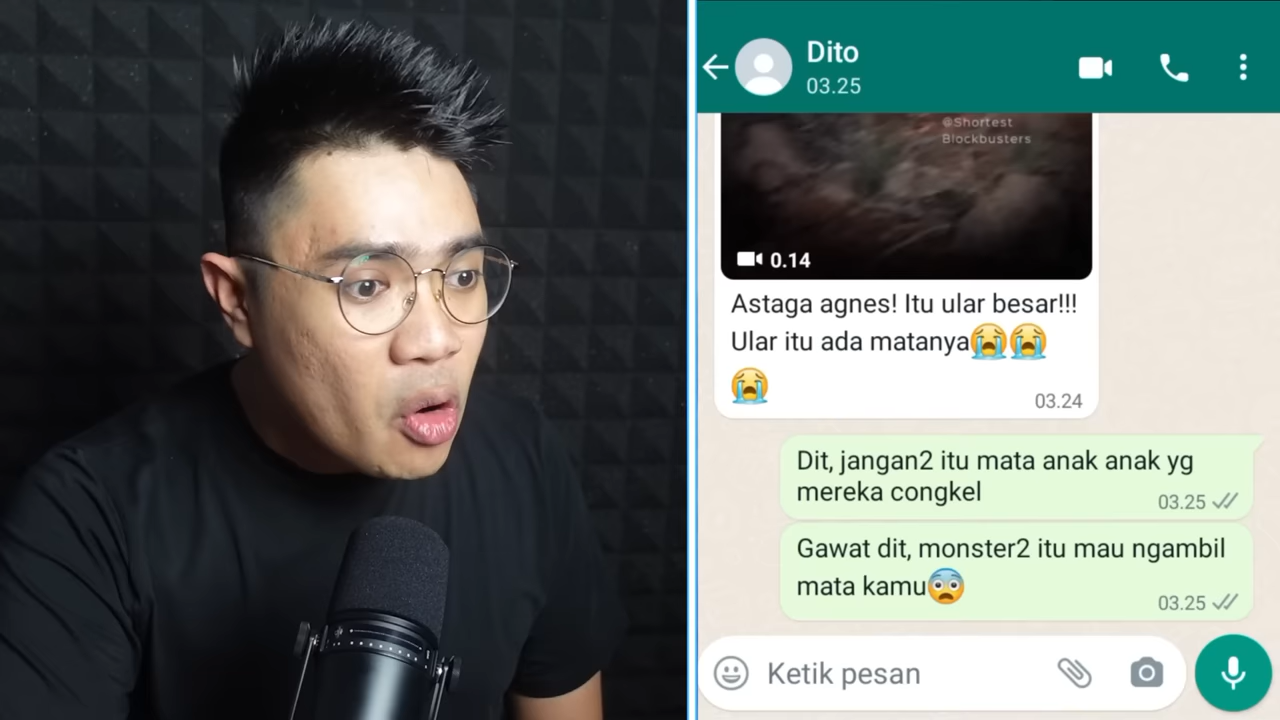 Dito
03.25
@Shortest
Blockbusters
0.14
Astaga agnes! Itu ular besar!!!
Ular itu ada matanya😭😭
😭
03.24
Dit, jangan2 itu mata anak anak yg
mereka congkel
03.25
Gawat dit, monster2 itu mau ngambil
mata kamu😨
03.25
Ketik pesan